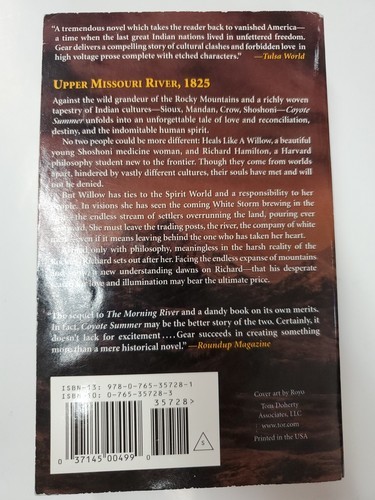 "A tremendous novel which takes the reader back to vanished America—
a time when the last great Indian nations lived in unfettered freedom.
Gear delivers a compelling story of cultural clashes and forbidden love in
high voltage prose complete with etched characters." —Tulsa World
UPPER MISSOURI RIVER, 1825
Against the wild grandeur of the Rocky Mountains and a richly woven
tapestry of Indian cultures—Sioux, Mandan, Crow, Shoshoni—Coyote
Summer unfolds into an unforgettable tale of love and reconciliation,
destiny, and the indomitable human spirit.
No two people could be more different: Heals Like A Willow, a beautiful
young Shoshoni medicine woman, and Richard Hamilton, a Harvard
philosophy student new to the frontier. Though they come from worlds
apart, hindered by vastly different cultures, their souls have met and will
not be denied.
But Willow has ties to the Spirit World and a responsibility to her
people. In visions she has seen the coming White Storm brewing in the
the endless stream of settlers overrunning the land, pouring ever
She must leave the trading posts, the river, the company of white
even if it means leaving behind the one who has taken her heart.
only with philosophy, meaningless in the harsh reality of the
Richard sets out after her. Facing the endless expanse of mountains
new understanding dawns on Richard—that his desperate
for love and illumination may bear the ultimate price.
The sequel to The Morning River and a dandy book on its own merits.
In fact, Coyote Summer may be the better story of the two. Certainly, it
doesn't lack for excitement . . . . Gear succeeds in creating something
more than a mere historical novel." —Roundup Magazine
ISBN-13: 978-0-765-35728-1
ISBN-10: 0-765-35728-3
35728>
0 37145 00499 0
S
Cover art by Royo
Tom Doherty
Associates, LLC
www.tor.com
Printed in the USA